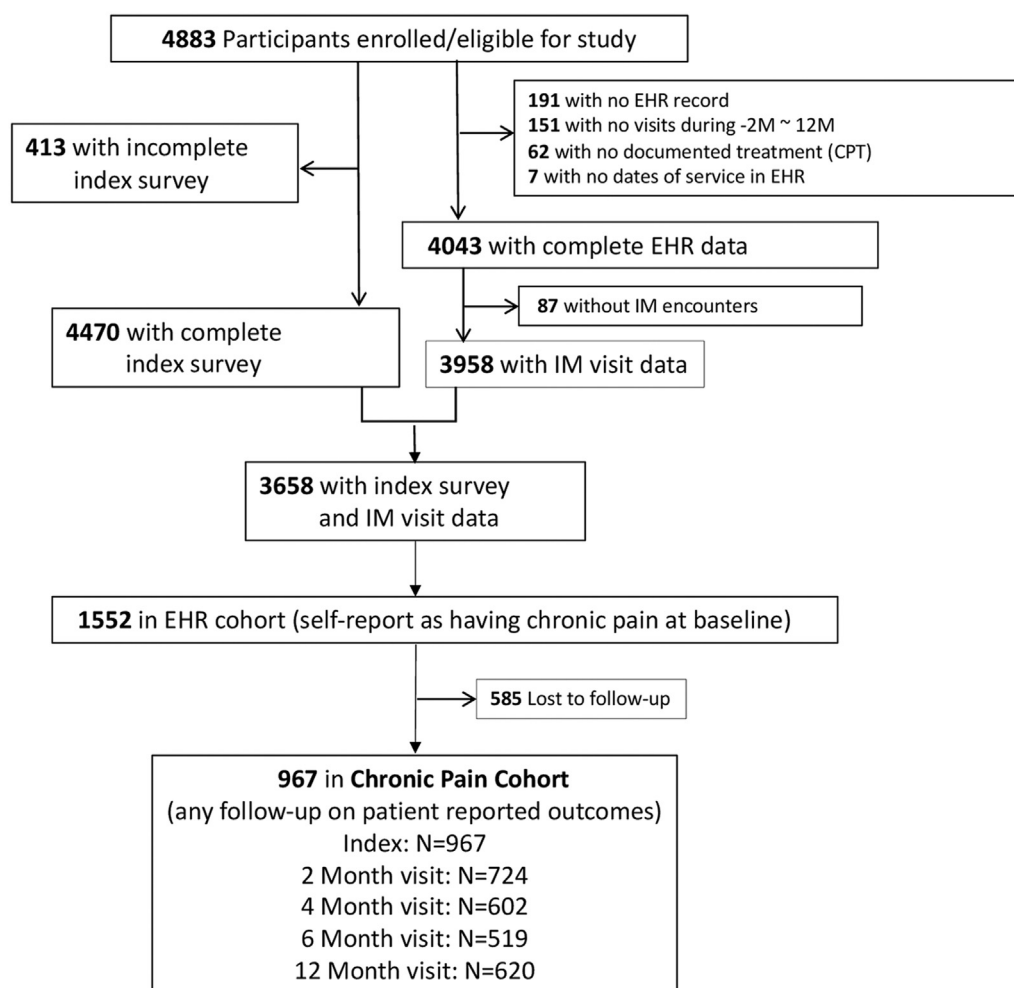 4883 Participants enrolled/eligible for study
191 with no EHR record
151 with no visits during -2M ~ 12M
62 with no documented treatment (CPT)
7 with no dates of service in EHR
413 with incomplete
index survey
4043 with complete EHR data
87 without IM encounters
4470 with complete
index survey
3958 with IM visit data
3658 with index survey
and IM visit data
1552 in EHR cohort (self-report as having chronic pain at baseline)
585 Lost to follow-up
967 in Chronic Pain Cohort
(any follow-up on patient reported outcomes)
Index: N=967
2 Month visit: N=724
4 Month visit: N=602
6 Month visit: N=519
12 Month visit: N=620